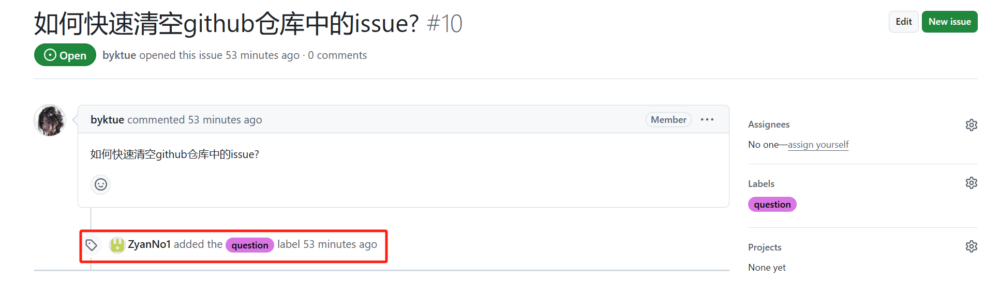 如何快速清空github仓库中的issue? #10
Edit
New issue
Open
byktue opened this issue 53 minutes ago · 0 comments
byktue commented 53 minutes ago
Member
如何快速清空github仓库中的issue?
ZyanNo1 added the question label 53 minutes ago
Assignees
No one—assign yourself
Labels
question
Projects
None yet